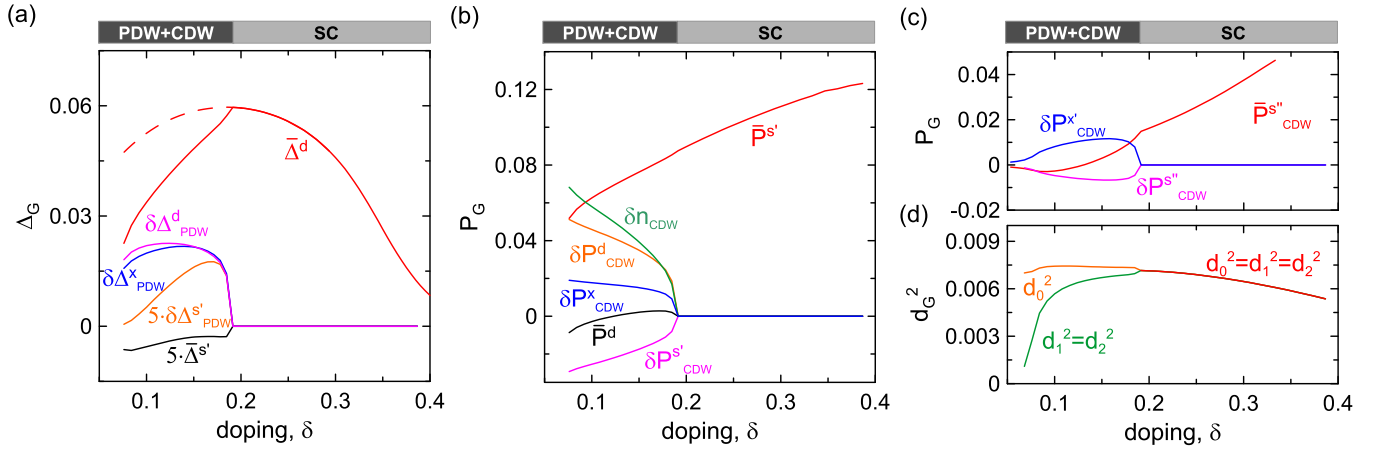 (a)
PDW+CDW SC
Δ_G
0.06
0.03
0
Δ̄^d
δΔ^d_PDW
δΔ^x_PDW
5·δΔ^s'_PDW
5·Δ̄^s'
0.1 0.2 0.3 0.4
doping, δ
(b)
PDW+CDW SC
P_G
0.12
0.08
0.04
0
P̄^s'
δn_CDW
δP^d_CDW
δP^x_CDW
P̄^d
δP^s'_CDW
0.1 0.2 0.3 0.4
doping, δ
(c)
PDW+CDW SC
P_G
0.04
0.02
0
-0.02
δP^x'_CDW
P̄^s''_CDW
δP^s''_CDW
(d)
d_G^2
0.009
0.006
0.003
0
d_0^2
d_0^2=d_1^2=d_2^2
d_1^2=d_2^2
0.1 0.2 0.3 0.4
doping, δ